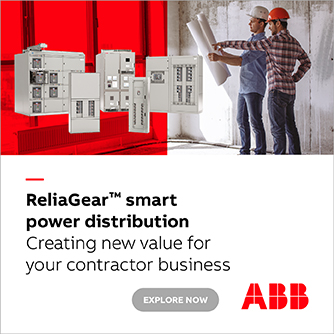 ReliaGear™ smart
power distribution
Creating new value for
your contractor business
EXPLORE NOW
ABB